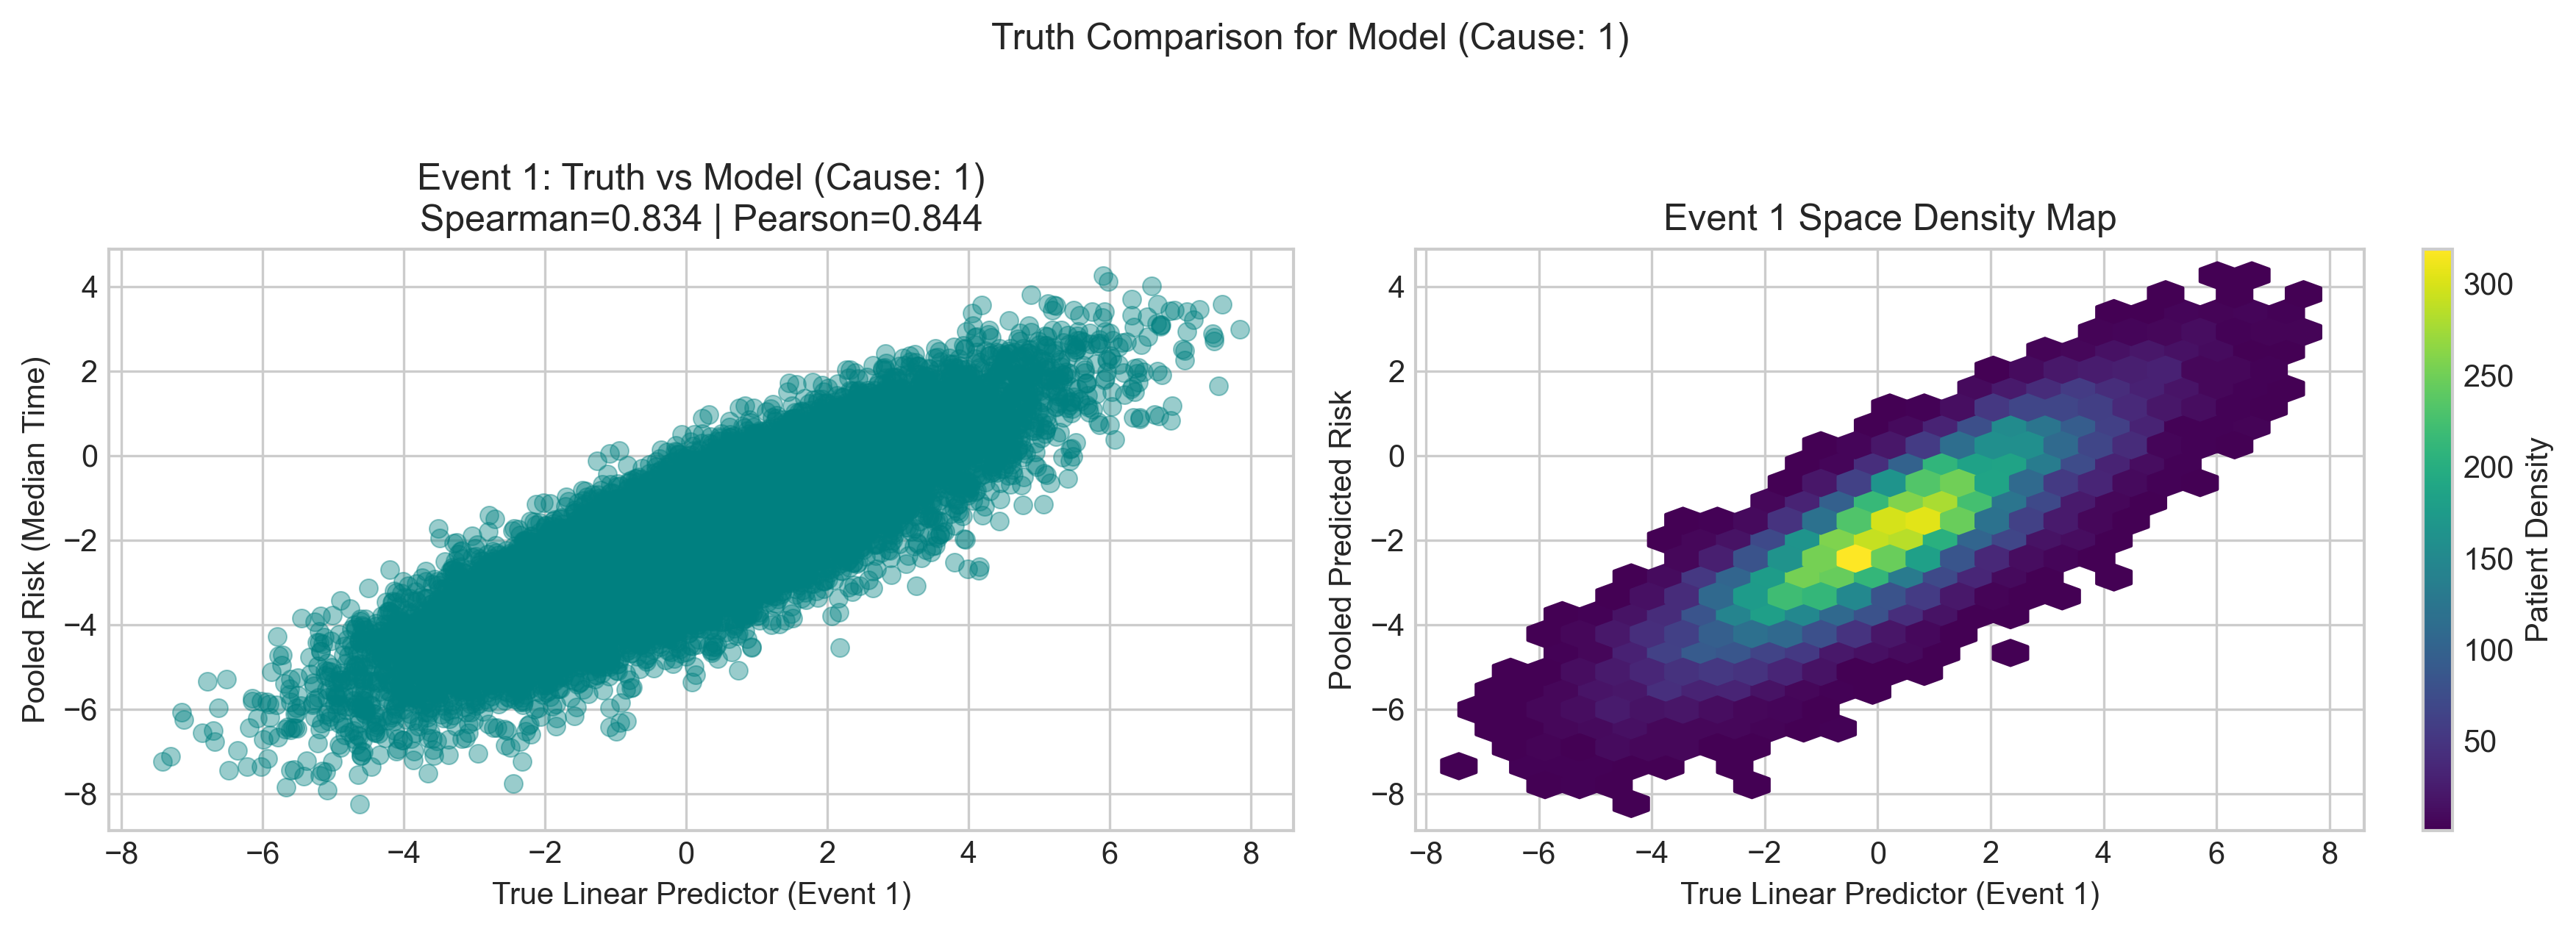 Truth Comparison for Model (Cause: 1)
Event 1: Truth vs Model (Cause: 1)
Spearman=0.834 | Pearson=0.844
Pooled Risk (Median Time)
4
2
0
−2
−4
−6
−8
−8 −6 −4 −2 0 2 4 6 8
True Linear Predictor (Event 1)
Event 1 Space Density Map
Pooled Predicted Risk
4
2
0
−2
−4
−6
−8
−8 −6 −4 −2 0 2 4 6 8
True Linear Predictor (Event 1)
300
250
200
150
100
50
Patient Density